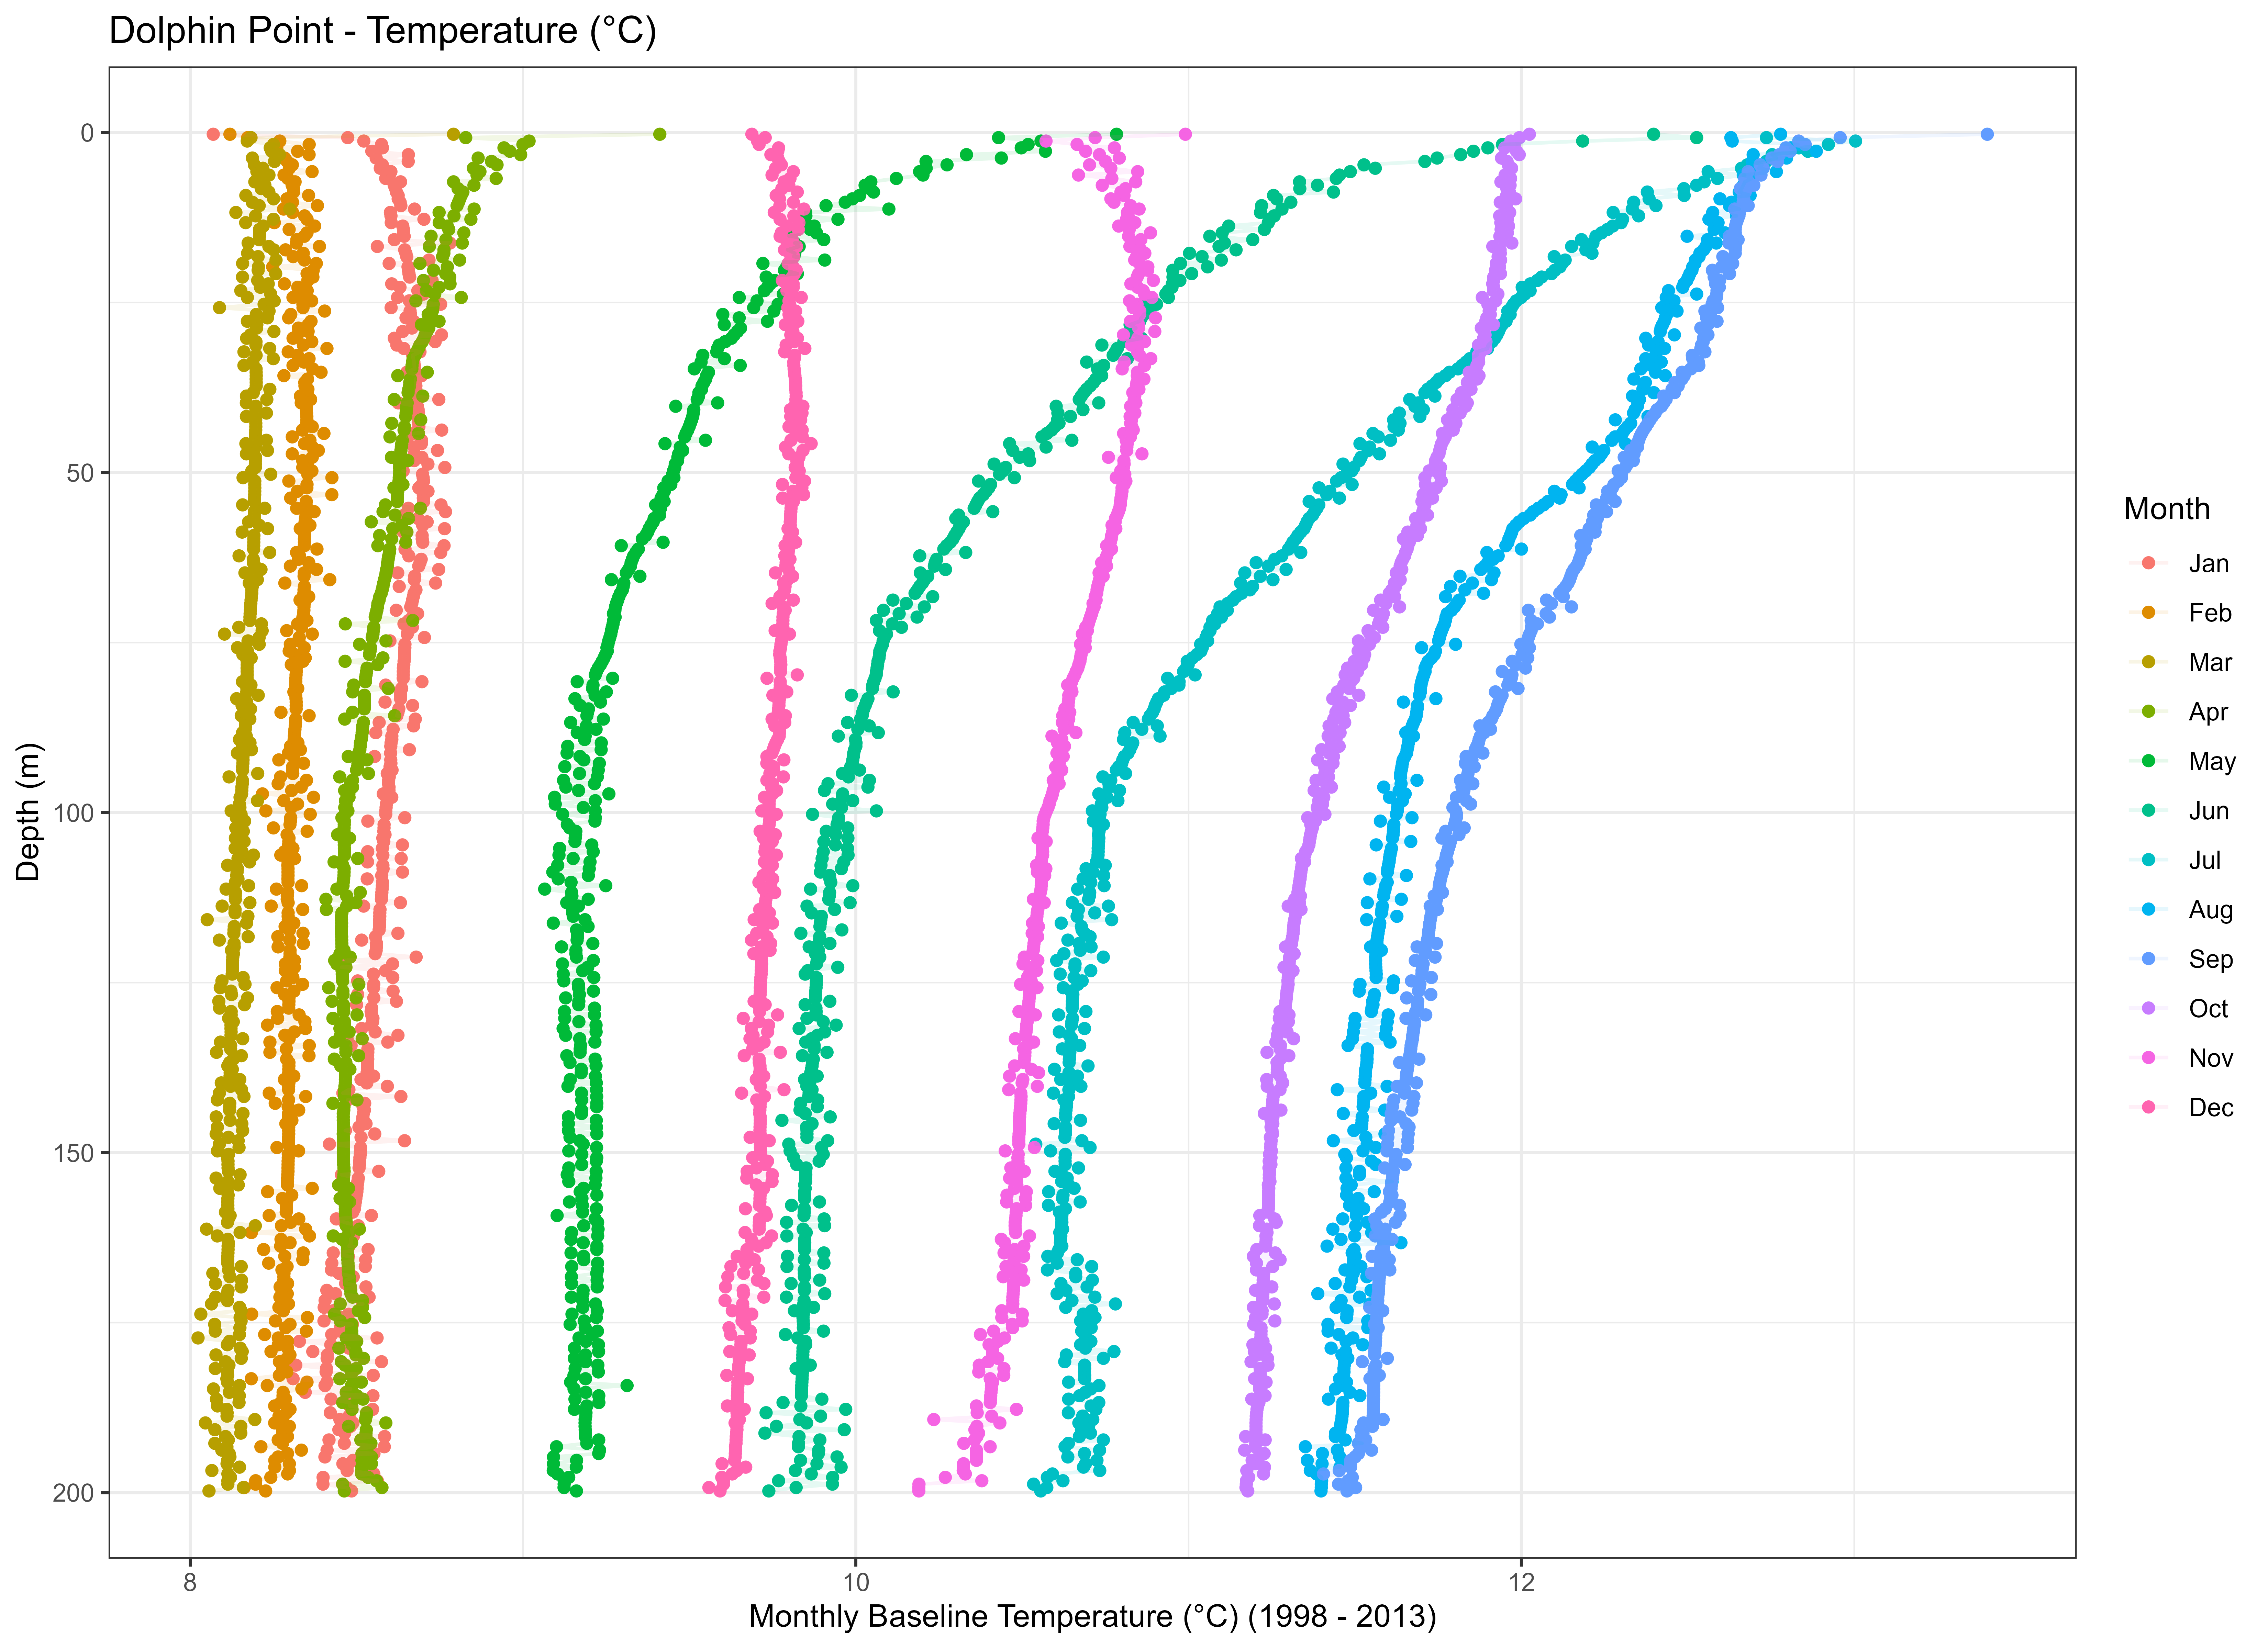 Dolphin Point - Temperature (°C)
0
50
100
150
200
Depth (m)
8
10
12
Monthly Baseline Temperature (°C) (1998 - 2013)
Month
Jan
Feb
Mar
Apr
May
Jun
Jul
Aug
Sep
Oct
Nov
Dec